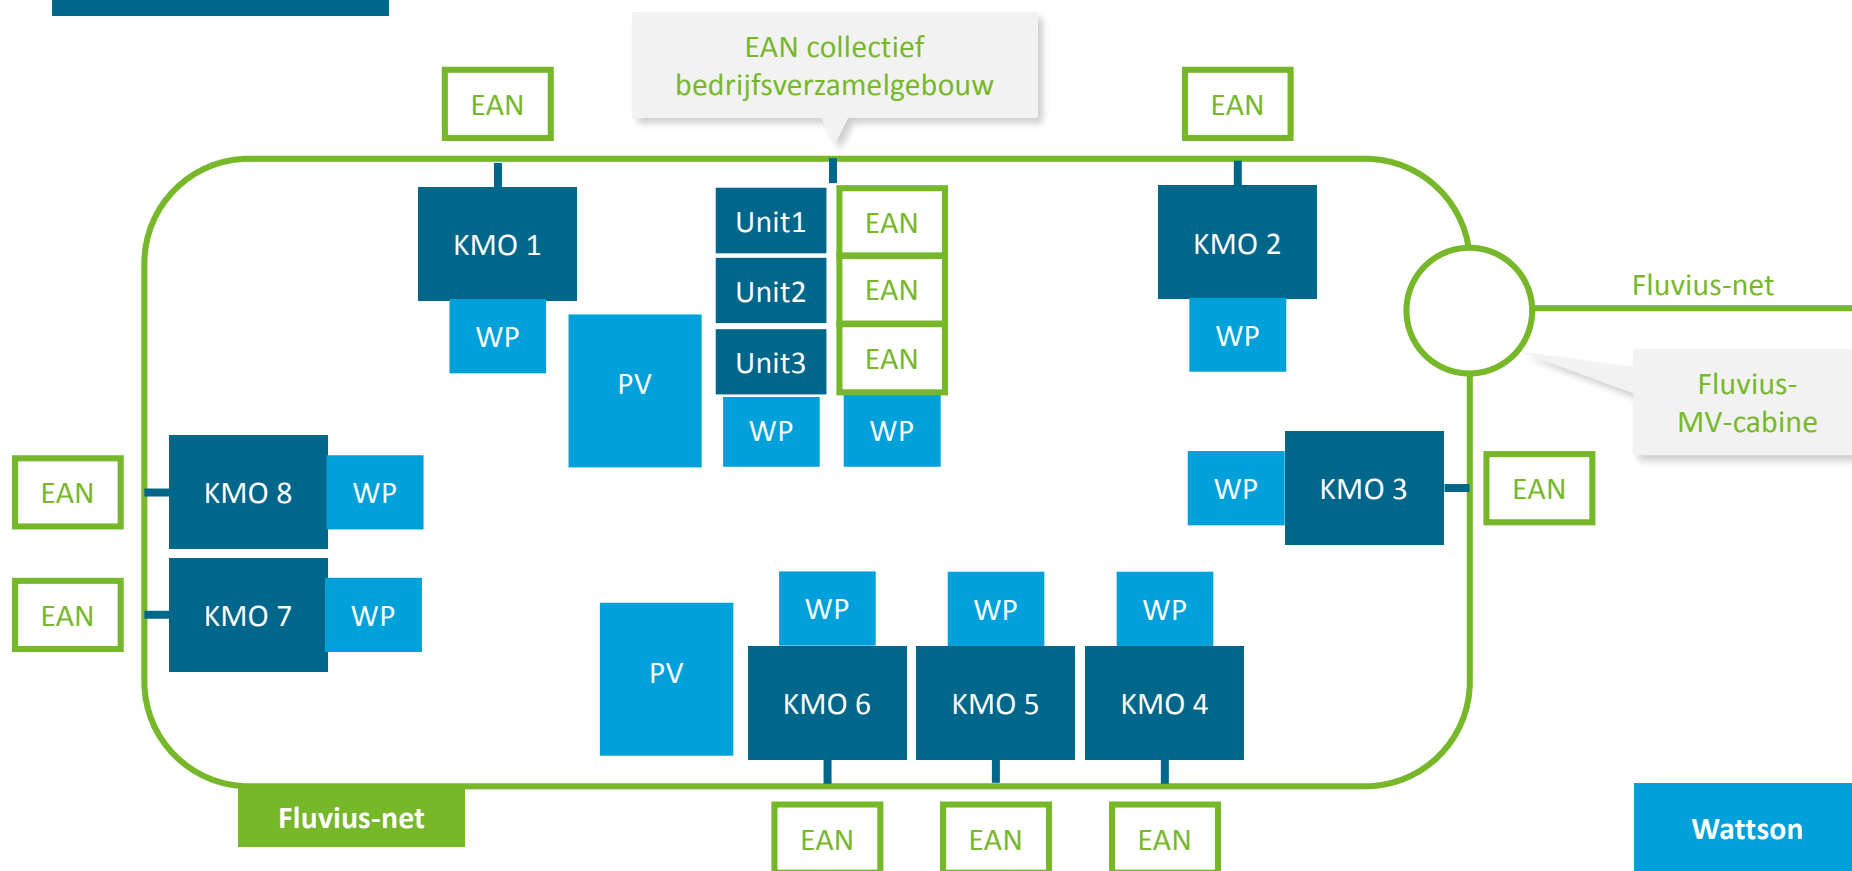 EAN collectief
bedrijfsverzamelgebouw
EAN
EAN
KMO 1
WP
Unit1
EAN
Unit2
EAN
Unit3
EAN
PV
WP
WP
KMO 2
WP
Fluvius-net
Fluvius-
MV-cabine
EAN
KMO 8
WP
WP
KMO 3
EAN
EAN
KMO 7
WP
PV
WP
WP
WP
KMO 6
KMO 5
KMO 4
Fluvius-net
EAN
EAN
EAN
Wattson